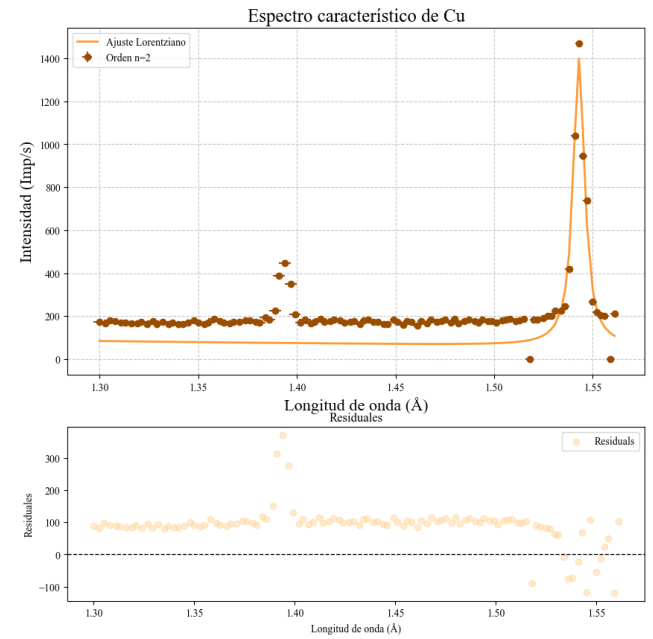 Espectro característico de Cu
Ajuste Lorentziano
Orden n=2
Intensidad (Imp/s)
1400
1200
1000
800
600
400
200
0
1.30 1.35 1.40 1.45 1.50 1.55
Longitud de onda (Å)
Residuales
Residuals
Residuales
300
200
100
0
−100
1.30 1.35 1.40 1.45 1.50 1.55
Longitud de onda (Å)